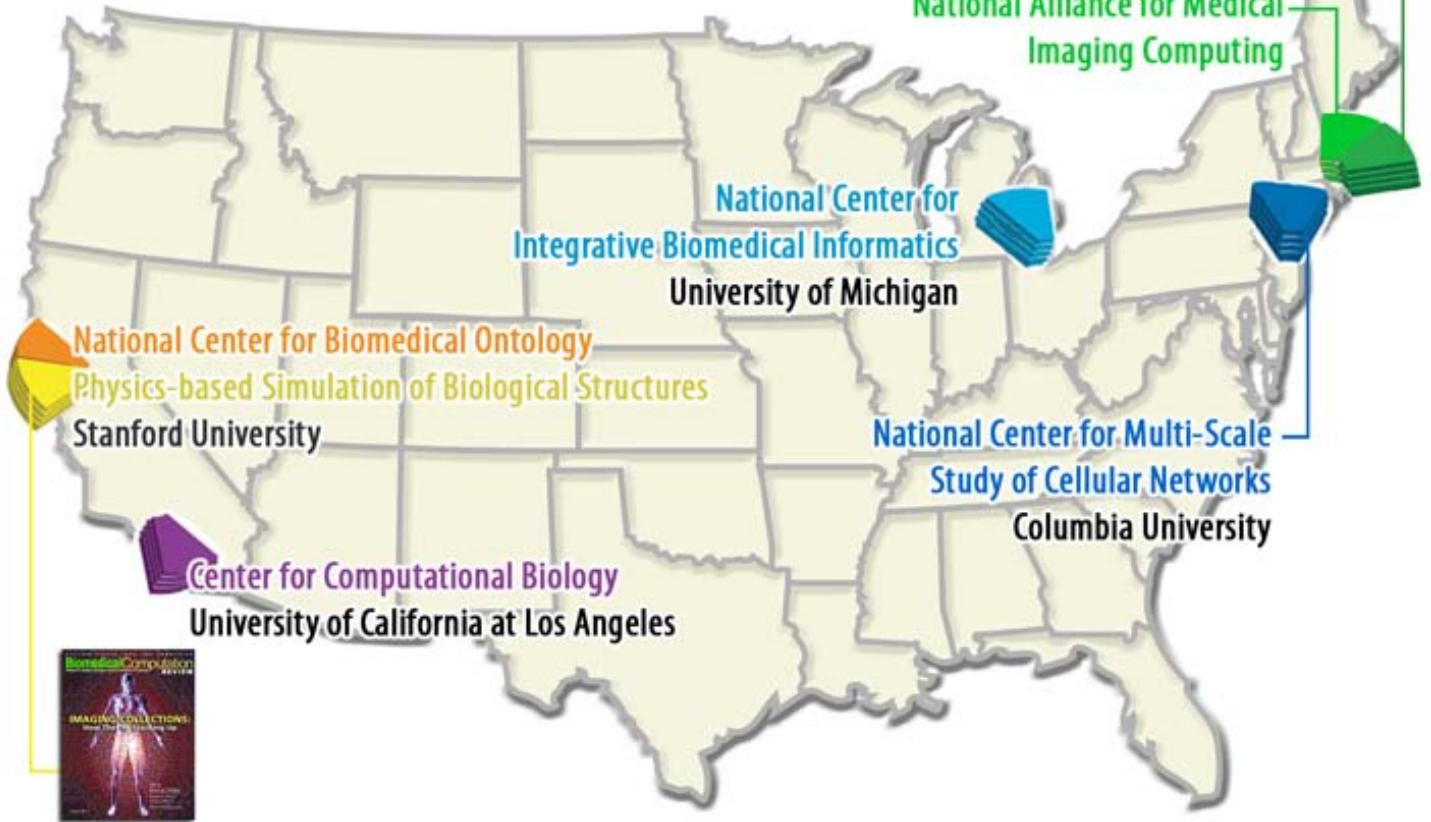 National Alliance for Medical
Imaging Computing
National Center for
Integrative Biomedical Informatics
University of Michigan
National Center for Biomedical Ontology
Physics-based Simulation of Biological Structures
Stanford University
National Center for Multi-Scale
Study of Cellular Networks
Columbia University
Center for Computational Biology
University of California at Los Angeles
BiomedicalComputation
REVIEW
IMAGING COLLECTIONS: